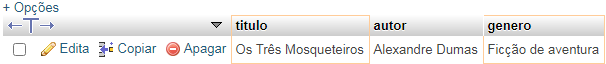 + Opções
←T→ titulo autor genero
Edita Copiar Apagar Os Três Mosqueteiros Alexandre Dumas Ficção de aventura